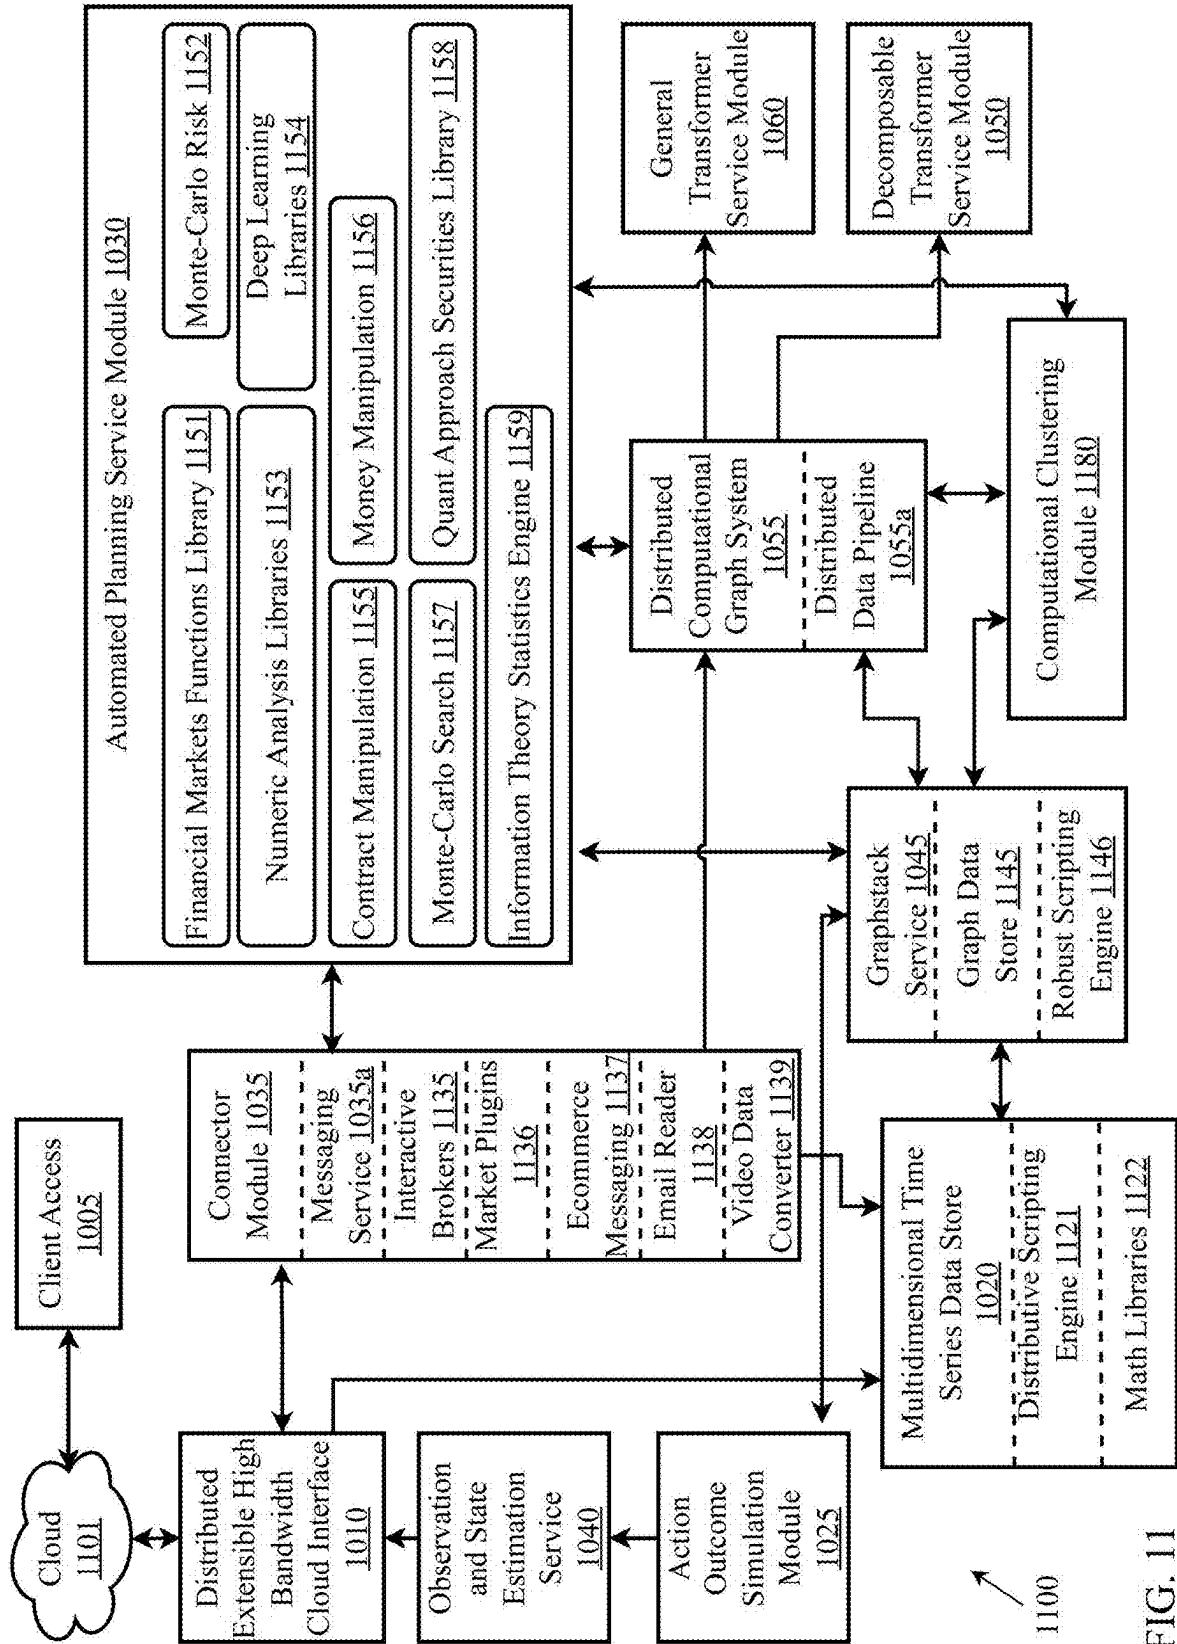 Cloud
1101
Client Access
1005
Distributed
Extensible High
Bandwidth
Cloud Interface
1010
Observation
and State
Estimation
Service
1040
Action
Outcome
Simulation
Module
1025
Connector
Module 1035
Messaging
Service 1035a
Interactive
Brokers 1135
Market Plugins
1136
Ecommerce
Messaging 1137
Email Reader
1138
Video Data
Converter 1139
Multidimensional Time
Series Data Store
1020
Distributive Scripting
Engine 1121
Math Libraries 1122
Automated Planning Service Module 1030
Financial Markets Functions Library 1151
Monte-Carlo Risk 1152
Numeric Analysis Libraries 1153
Deep Learning
Libraries 1154
Contract Manipulation 1155
Money Manipulation 1156
Monte-Carlo Search 1157
Quant Approach Securities Library 1158
Information Theory Statistics Engine 1159
Distributed
Computational
Graph System
1055
Distributed
Data Pipeline
1055a
General
Transformer
Service Module
1060
Decomposable
Transformer
Service Module
1050
Graphstack
Service 1045
Graph Data
Store 1145
Robust Scripting
Engine 1146
Computational Clustering
Module 1180
1100
FIG. 11